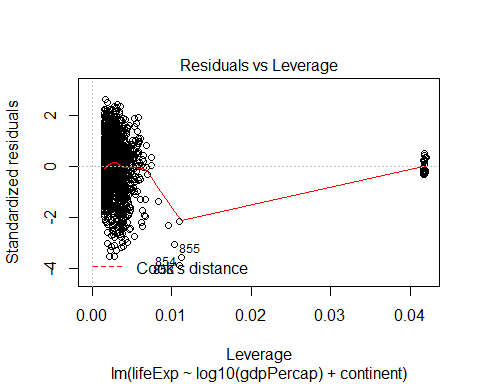 Residuals vs Leverage
Standardized residuals
2
0
-2
-4
855
854
Cook's distance
0.00
0.01
0.02
0.03
0.04
Leverage
lm(lifeExp ~ log10(gdpPercap) + continent)